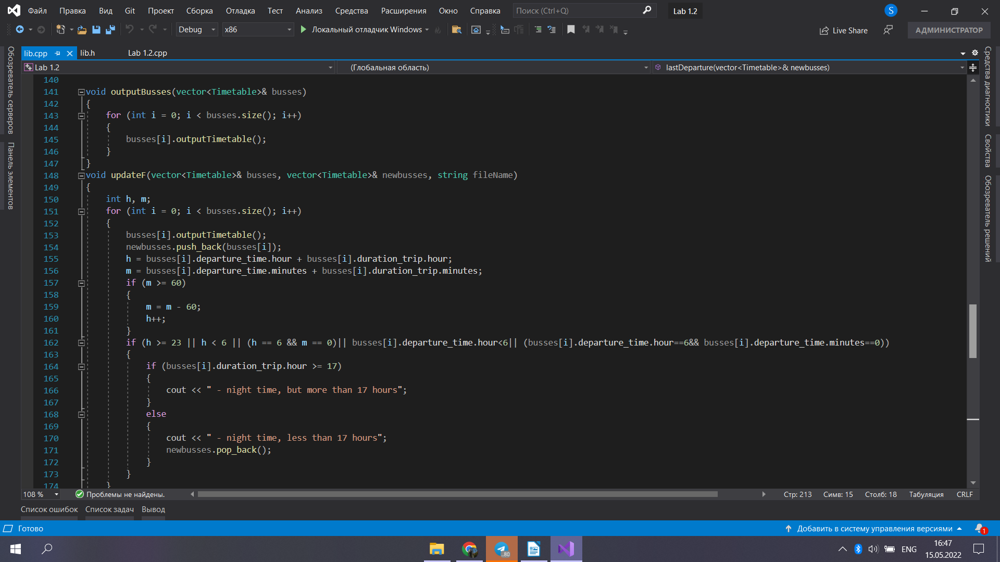 Файл Правка Вид Git Проект Сборка Отладка Тест Анализ Средства Расширения Окно Справка Поиск (Ctrl+Q) Lab 1.2 S
Debug x86 Локальный отладчик Windows Live Share АДМИНИСТРАТОР
lib.cpp lib.h Lab 1.2.cpp
Lab 1.2 (Глобальная область) lastDeparture(vector<Timetable>& newbusses)
Обозреватель серверов
Панель элементов
140
141 void outputBusses(vector<Timetable>& busses)
142 {
143 for (int i = 0; i < busses.size(); i++)
144 {
145 busses[i].outputTimetable();
146 }
147 }
148 void updateF(vector<Timetable>& busses, vector<Timetable>& newbusses, string fileName)
149 {
150 int h, m;
151 for (int i = 0; i < busses.size(); i++)
152 {
153 busses[i].outputTimetable();
154 newbusses.push_back(busses[i]);
155 h = busses[i].departure_time.hour + busses[i].duration_trip.hour;
156 m = busses[i].departure_time.minutes + busses[i].duration_trip.minutes;
157 if (m >= 60)
158 {
159 m = m - 60;
160 h++;
161 }
162 if (h >= 23 || h < 6 || (h == 6 && m == 0)|| busses[i].departure_time.hour<6|| (busses[i].departure_time.hour==6&& busses[i].departure_time.minutes==0))
163 {
164 if (busses[i].duration_trip.hour >= 17)
165 {
166 cout << " - night time, but more than 17 hours";
167 }
168 else
169 {
170 cout << " - night time, less than 17 hours";
171 newbusses.pop_back();
172 }
173 }
174 }
Средства диагностики
Свойства
Обозреватель решений
108 % Проблемы не найдены. Стр: 213 Симв: 15 Столб: 18 Табуляция CRLF
Список ошибок Список задач Вывод
Готово Добавить в систему управления версиями 1
..80 ENG 16:47
15.05.2022